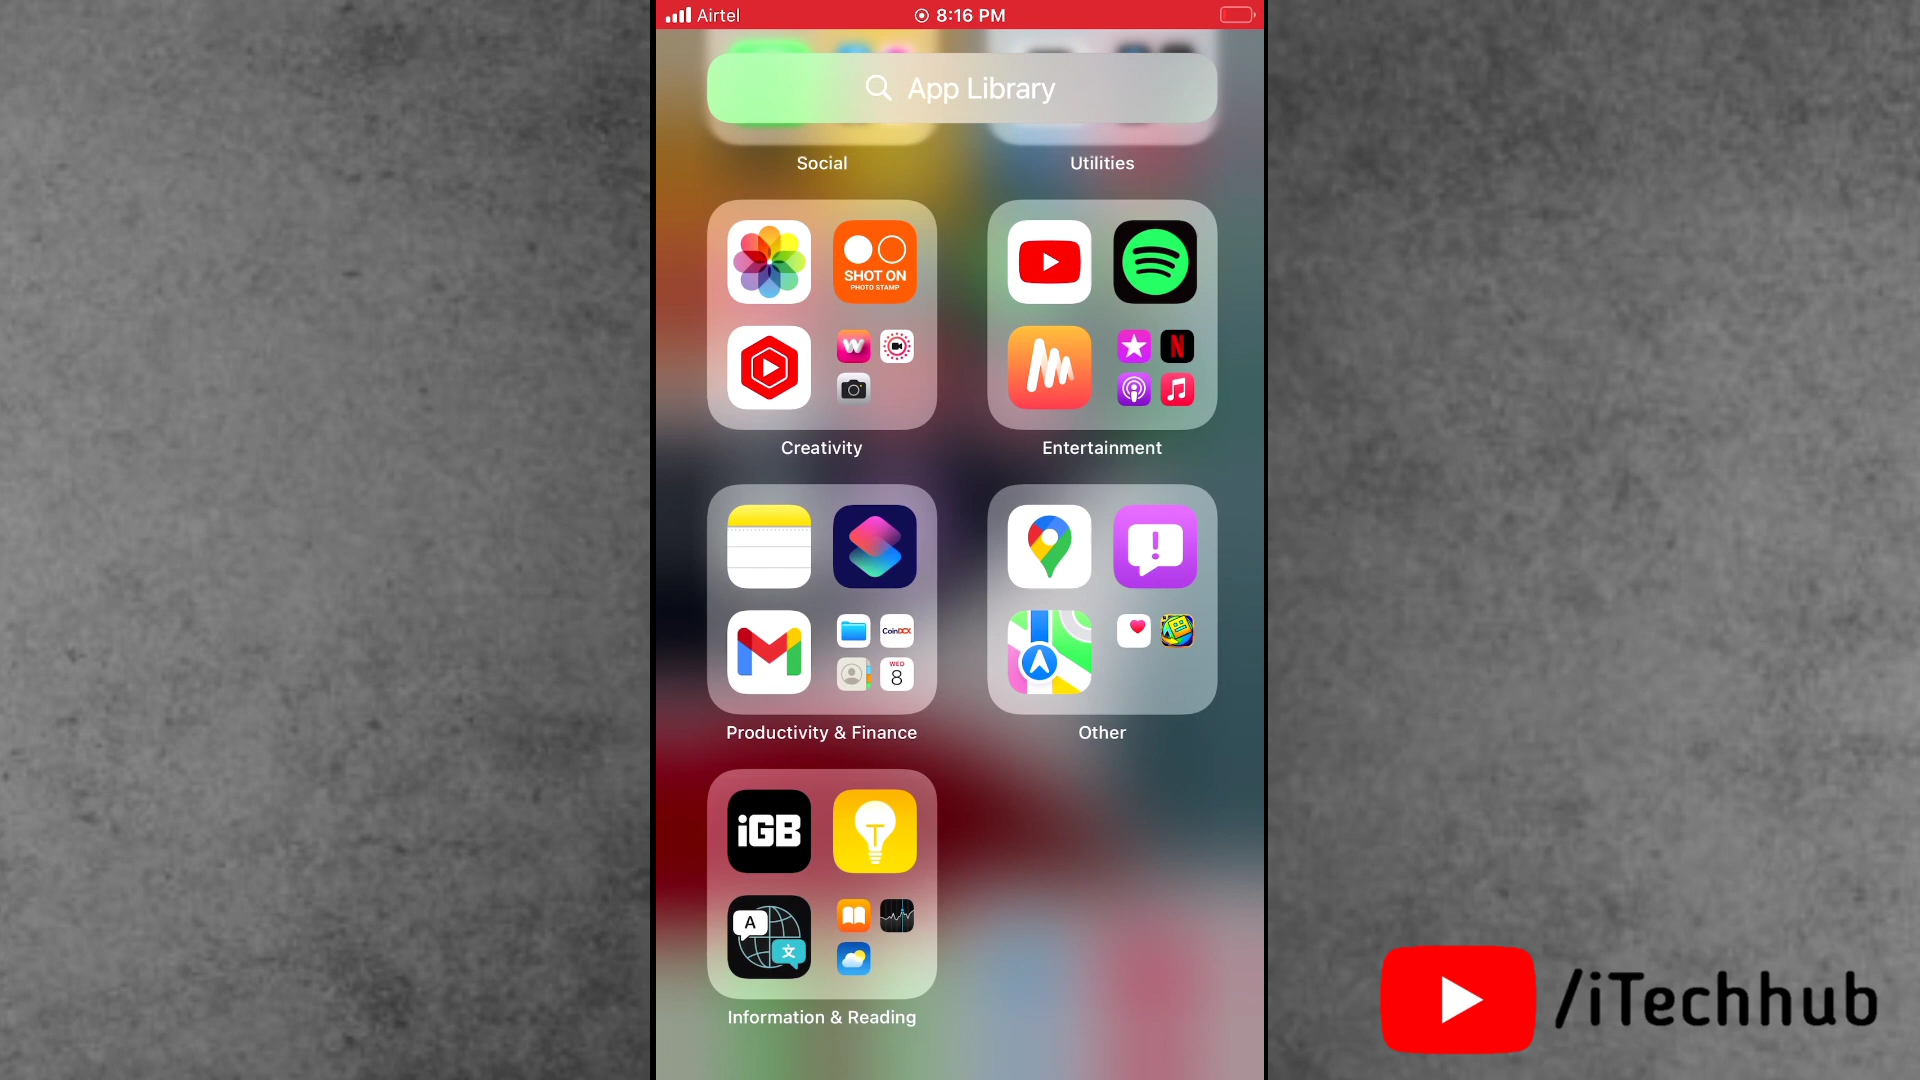 Airtel
8:16 PM
App Library
Social
Utilities
SHOT ON
PHOTO STAMP
W
N
Creativity
Entertainment
CoinDCX
WED
8
Productivity & Finance
Other
iGB
T
A
文
Information & Reading
/iTechhub